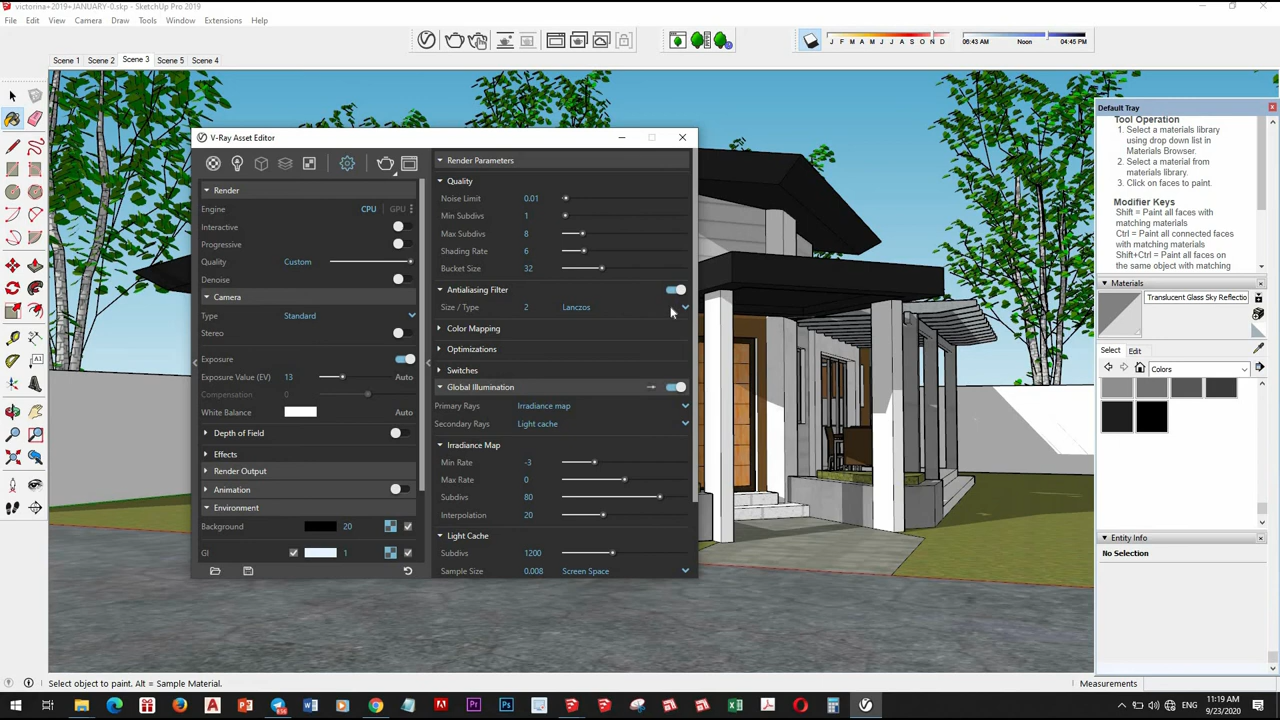 victorina+2019+JANUARY-0.skp - SketchUp Pro 2019
File Edit View Camera Draw Tools Window Extensions Help
J F M A M J J A S O N D
06:43 AM Noon 04:45 PM
Scene 1 Scene 2 Scene 3 Scene 5 Scene 4
V-Ray Asset Editor
Render
Engine CPU GPU
Interactive
Progressive
Quality Custom
Denoise
Camera
Type Standard
Stereo
Exposure
Exposure Value (EV) 13 Auto
Compensation 0
White Balance Auto
Depth of Field
Effects
Render Output
Animation
Environment
Background 20
GI 1
Render Parameters
Quality
Noise Limit 0.01
Min Subdivs 1
Max Subdivs 8
Shading Rate 6
Bucket Size 32
Antialiasing Filter
Size / Type 2 Lanczos
Color Mapping
Optimizations
Switches
Global Illumination
Primary Rays Irradiance map
Secondary Rays Light cache
Irradiance Map
Min Rate -3
Max Rate 0
Subdivs 80
Interpolation 20
Light Cache
Subdivs 1200
Sample Size 0.008 Screen Space
Default Tray
Tool Operation
1. Select a materials library
using drop down list in
Materials Browser.
2. Select a material from
materials library.
3. Click on faces to paint.
Modifier Keys
Shift = Paint all faces with
matching materials
Ctrl = Paint all connected
faces with matching materials
Shift+Ctrl = Paint all faces
on the same object with
matching
Materials
Translucent Glass Sky Reflectio
Select Edit
Colors
Entity Info
No Selection
Select object to paint. Alt = Sample Material.
Measurements
ENG
11:19 AM
9/23/2020